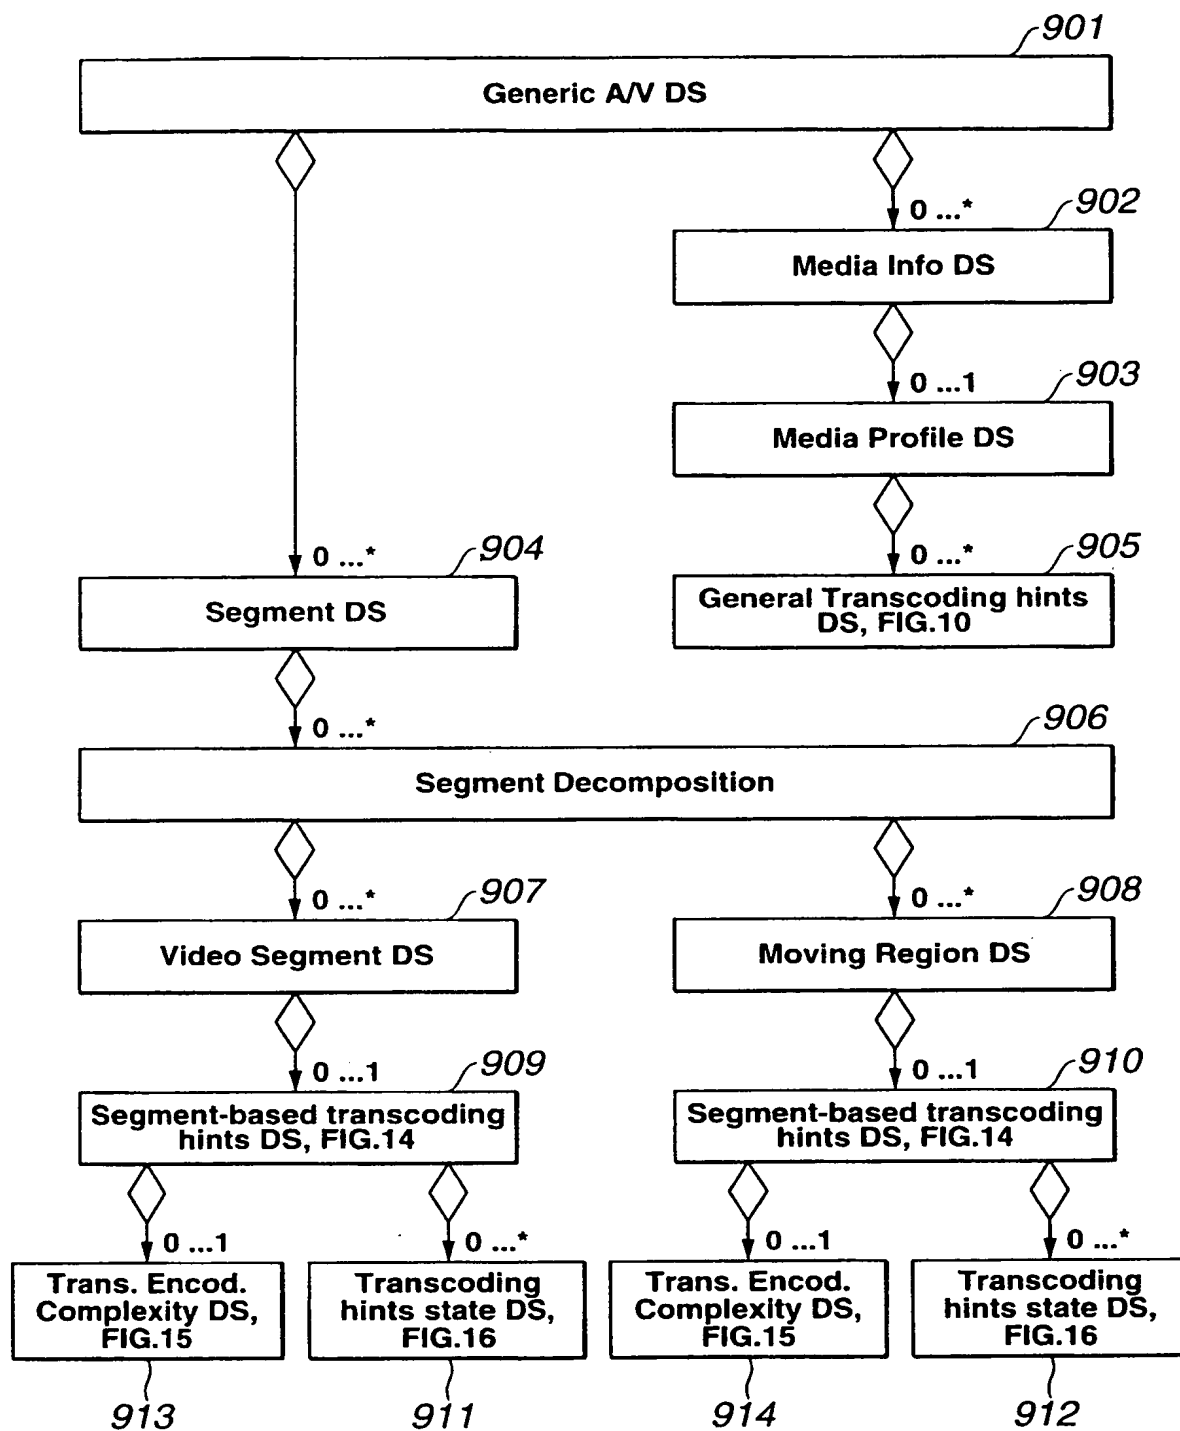 901
Generic A/V DS
0 ...*
902
Media Info DS
0 ...1
903
Media Profile DS
0 ...*
904
0 ...*
905
Segment DS
General Transcoding hints
DS, FIG.10
0 ...*
906
Segment Decomposition
0 ...*
907
0 ...*
908
Video Segment DS
Moving Region DS
0 ...1
909
0 ...1
910
Segment-based transcoding
hints DS, FIG.14
Segment-based transcoding
hints DS, FIG.14
0 ...1
0 ...*
0 ...1
0 ...*
Trans. Encod.
Complexity DS,
FIG.15
Transcoding
hints state DS,
FIG.16
Trans. Encod.
Complexity DS,
FIG.15
Transcoding
hints state DS,
FIG.16
913
911
914
912